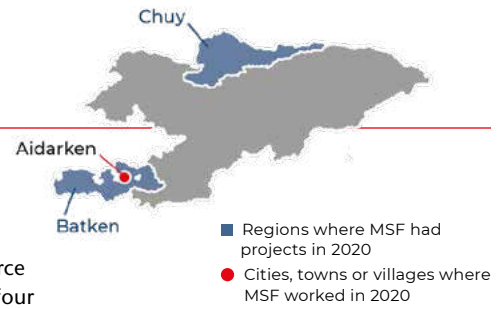 Chuy
Aidarken
Batken
Regions where MSF had
projects in 2020
Cities, towns or villages where
MSF worked in 2020
four